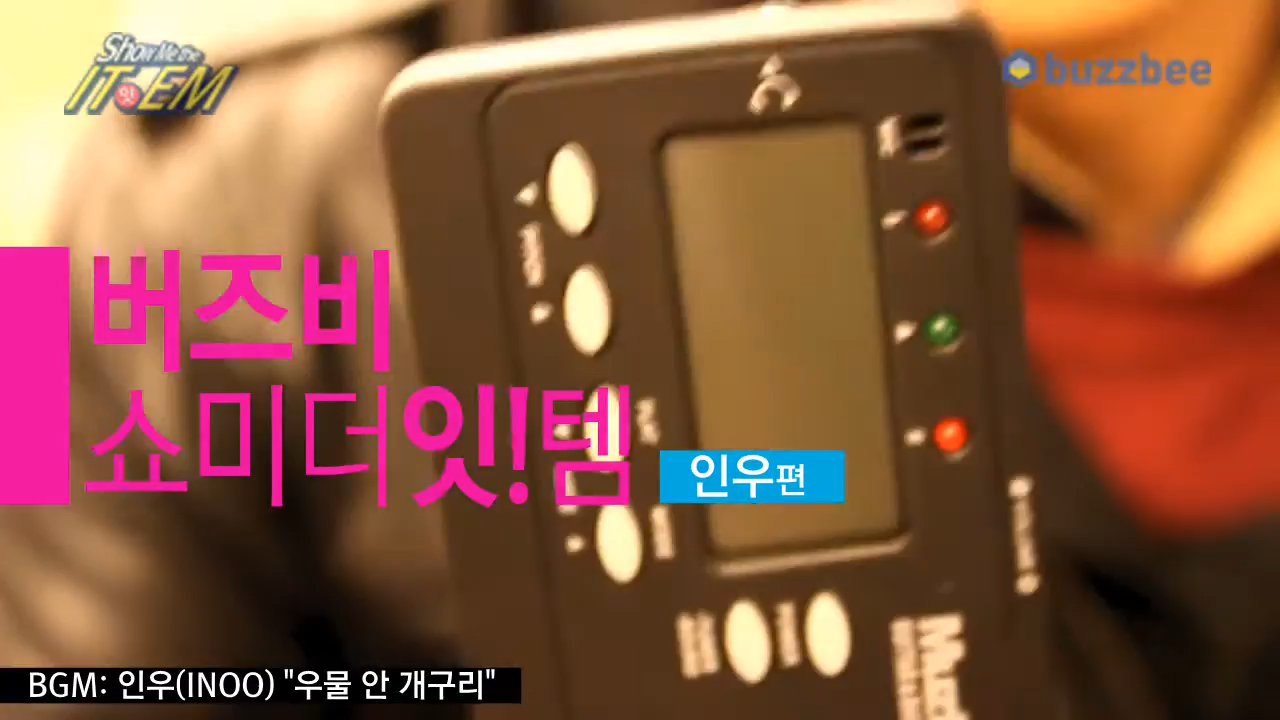 Show Me the
IT잇EM
buzzbee
버즈비
쇼미더잇!템
인우편
BGM: 인우(INOO) "우물 안 개구리"